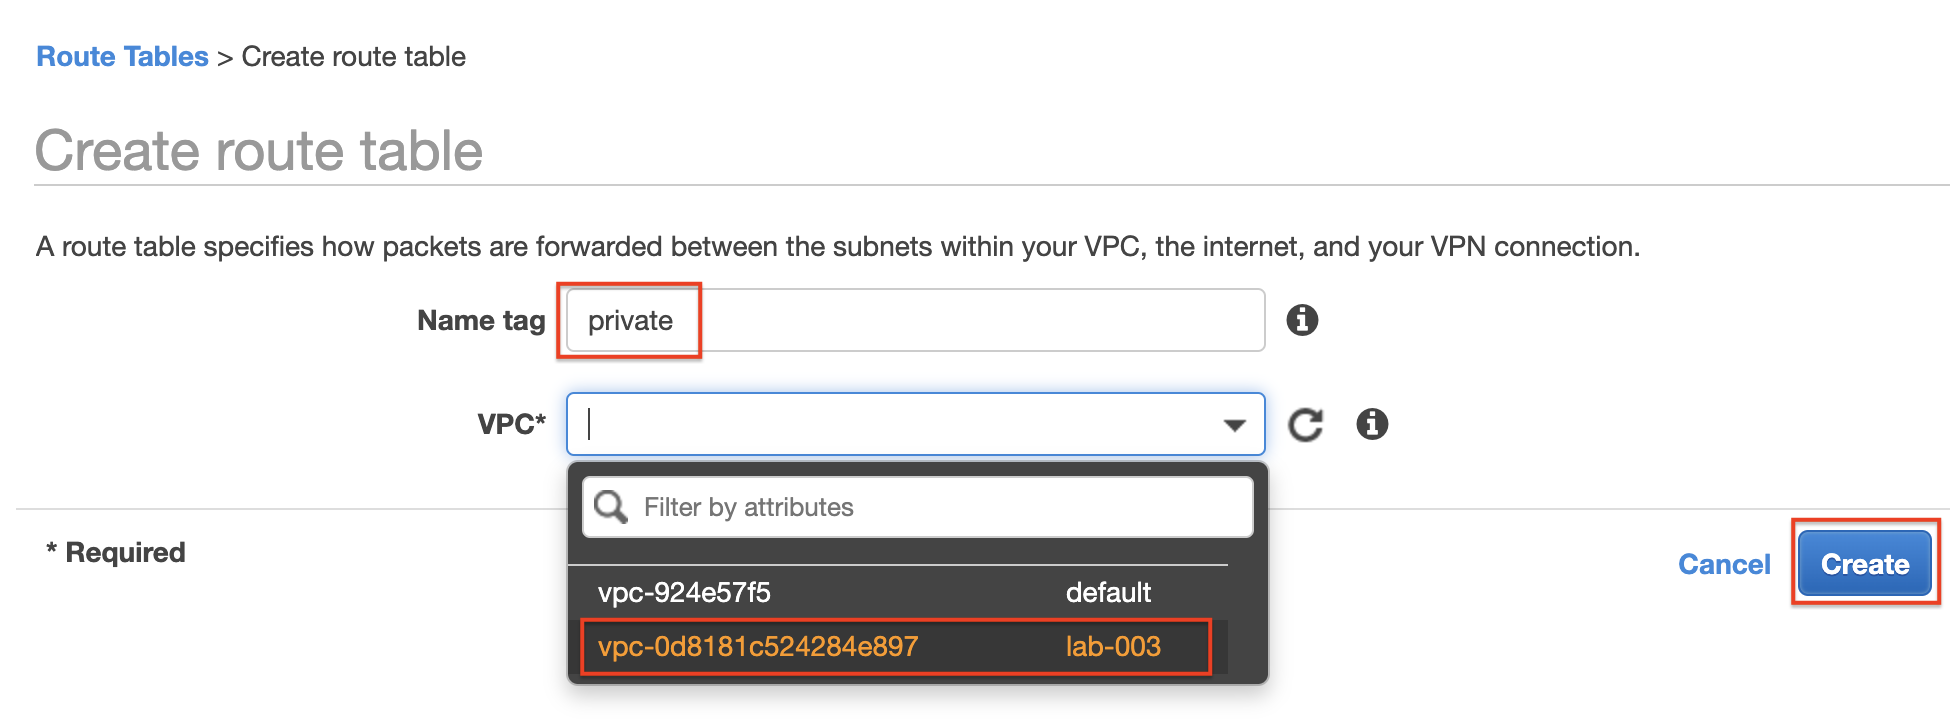 Route Tables > Create route table
Create route table
A route table specifies how packets are forwarded between the subnets within your VPC, the internet, and your VPN connection.
Name tag private
VPC*
Filter by attributes
* Required
Cancel Create
vpc-924e57f5 default
vpc-0d8181c524284e897 lab-003